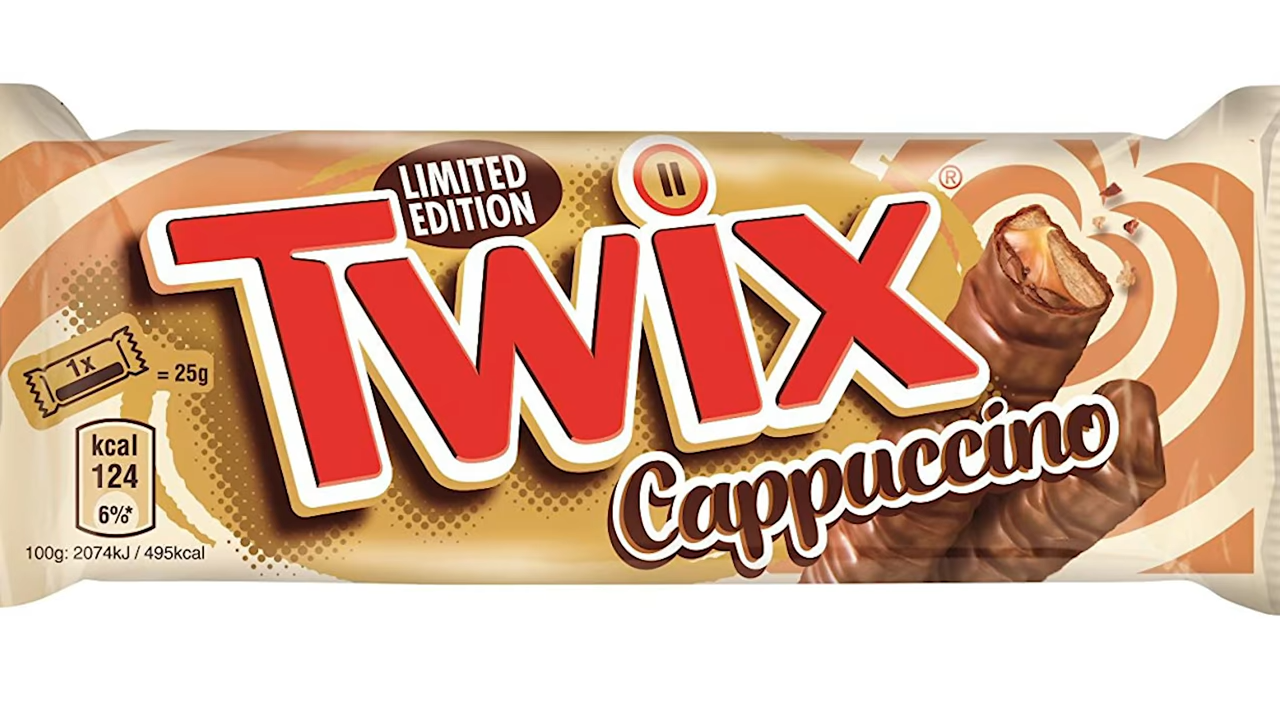 LIMITED
EDITION
TWix
®
Cappuccino
1x
= 25g
kcal
124
6%*
100g: 2074kJ / 495kcal